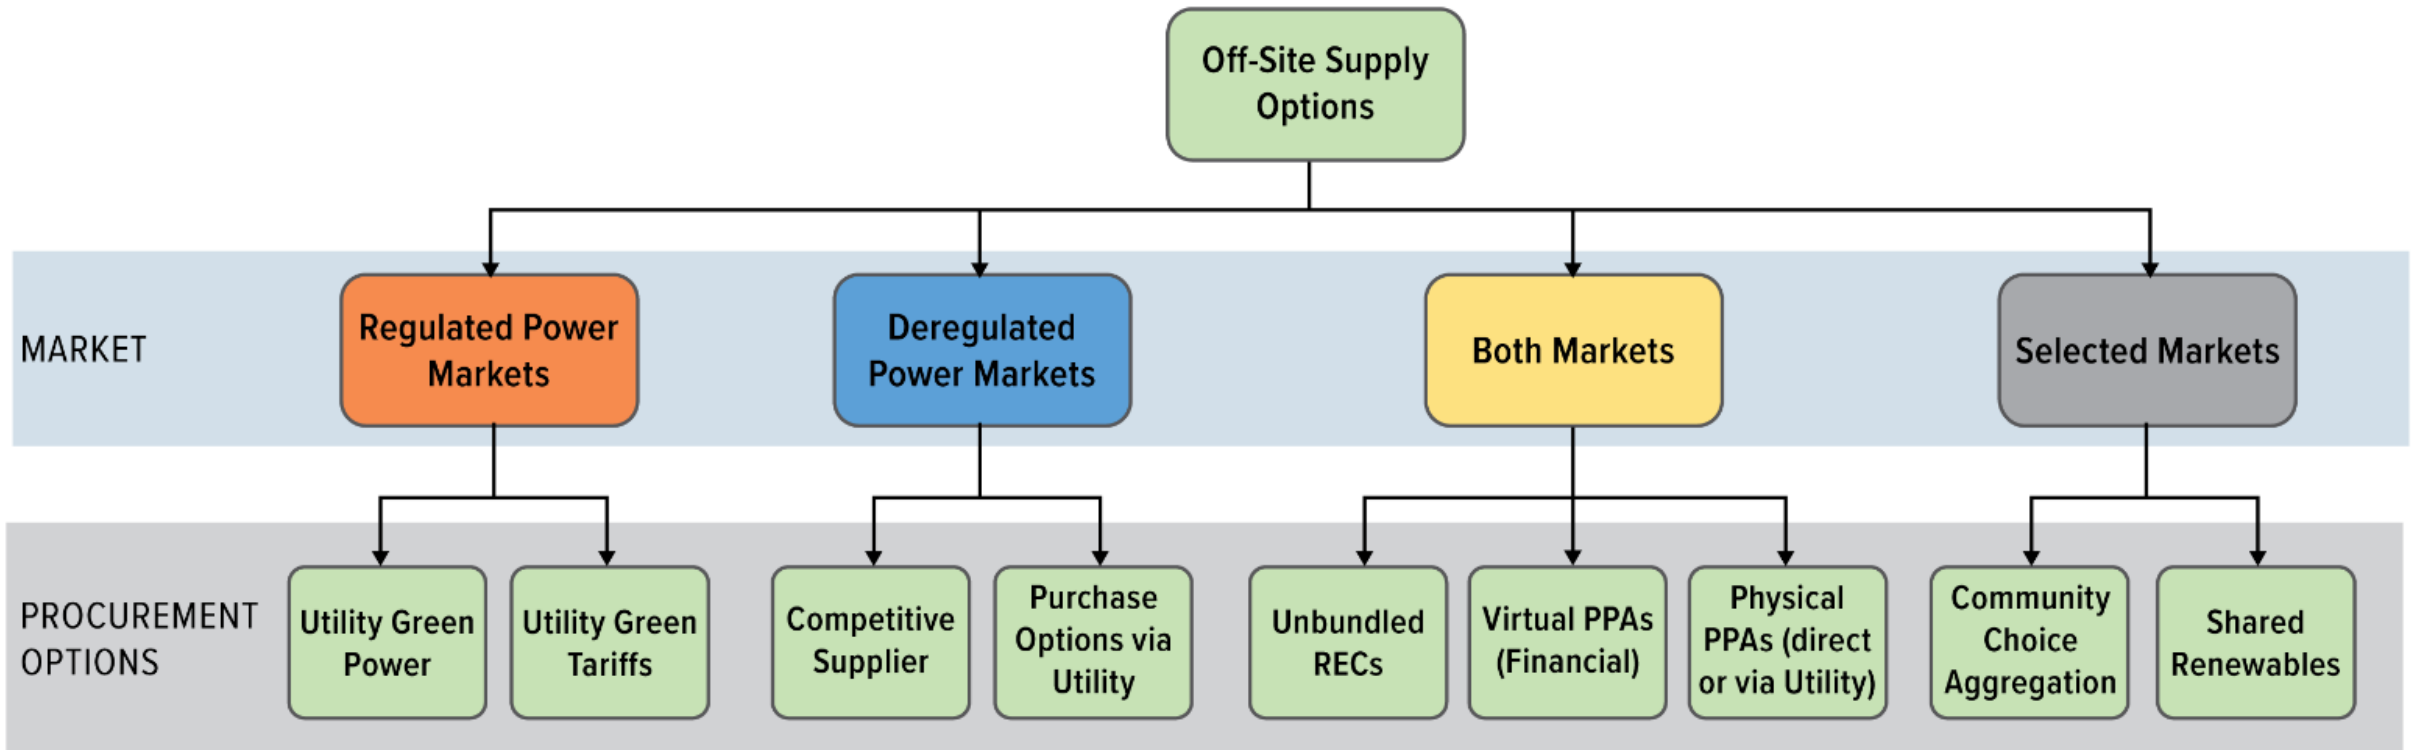 Off-Site Supply
Options
MARKET
Regulated Power
Markets
Deregulated
Power Markets
Both Markets
Selected Markets
PROCUREMENT
OPTIONS
Utility Green
Power
Utility Green
Tariffs
Competitive
Supplier
Purchase
Options via
Utility
Unbundled
RECs
Virtual PPAs
(Financial)
Physical
PPAs (direct
or via Utility)
Community
Choice
Aggregation
Shared
Renewables